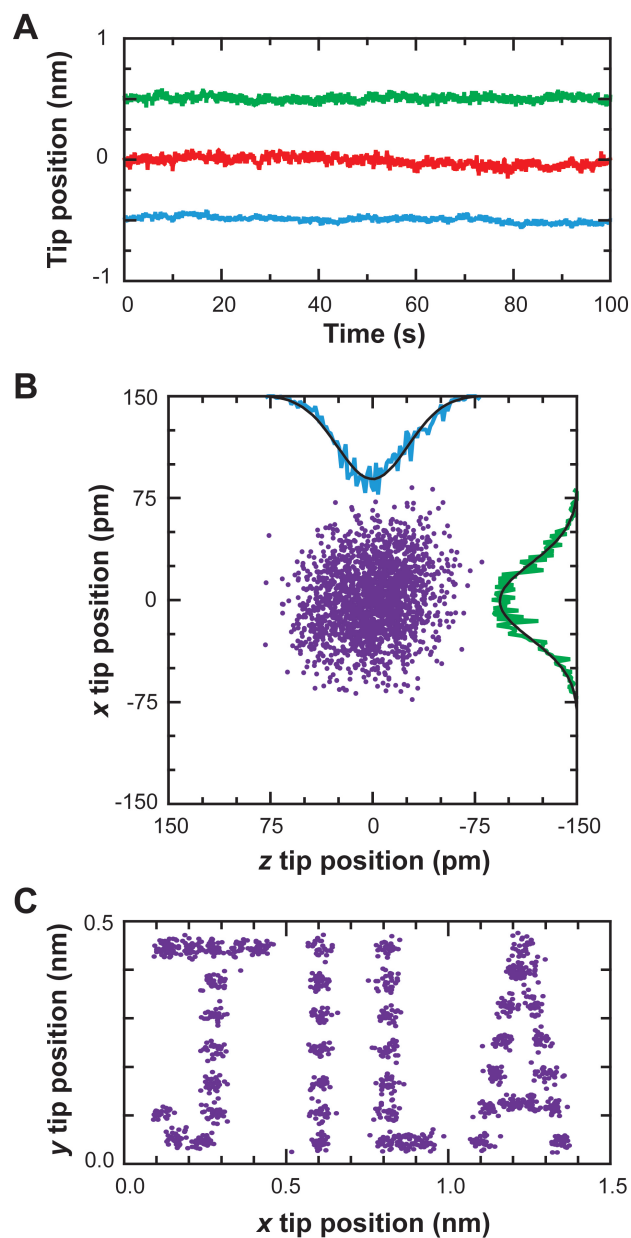 A
1
0
-1
Tip position (nm)
0 20 40 60 80 100
Time (s)
B
150
75
0
-75
-150
x tip position (pm)
150 75 0 -75 -150
z tip position (pm)
C
0.5
0.0
y tip position (nm)
JILA
0.0 0.5 1.0 1.5
x tip position (nm)